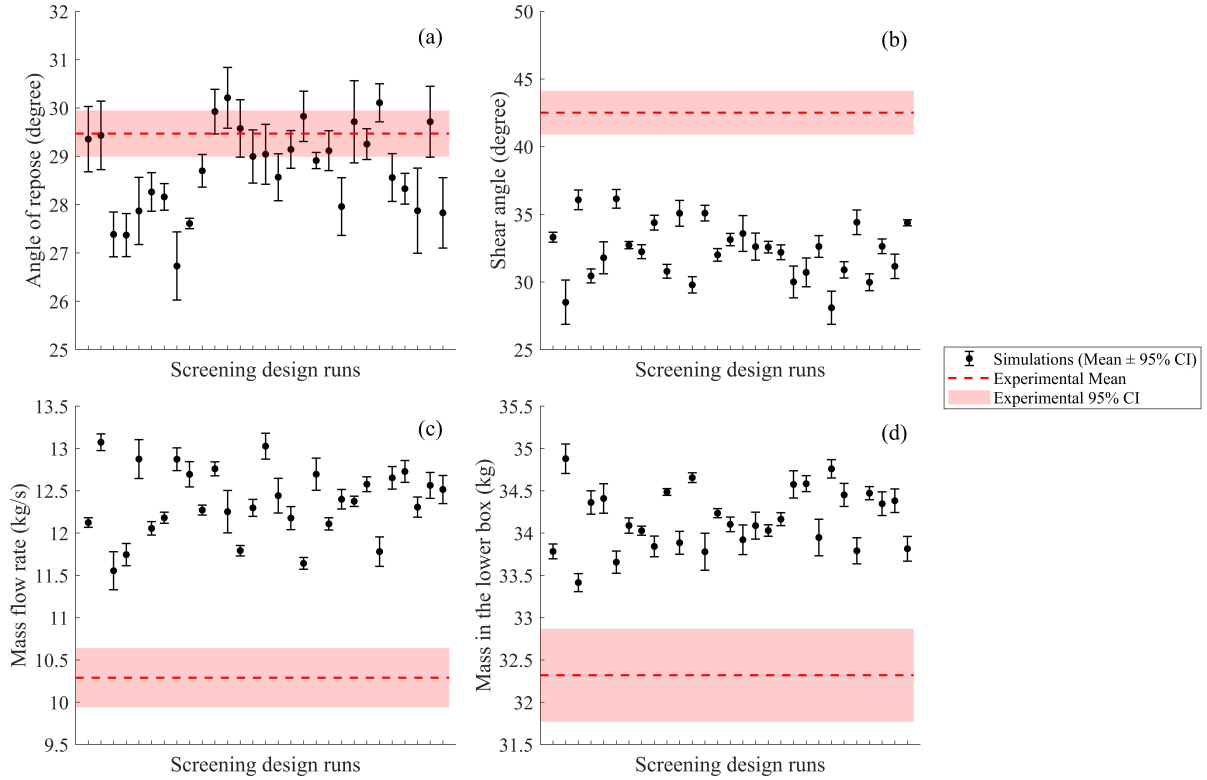 (a)
Angle of repose (degree)
32
31
30
29
28
27
26
25
Screening design runs
(b)
Shear angle (degree)
50
45
40
35
30
25
Screening design runs
Simulations (Mean ± 95% CI)
Experimental Mean
Experimental 95% CI
(c)
Mass flow rate (kg/s)
13.5
13
12.5
12
11.5
11
10.5
10
9.5
Screening design runs
(d)
Mass in the lower box (kg)
35.5
35
34.5
34
33.5
33
32.5
32
31.5
Screening design runs